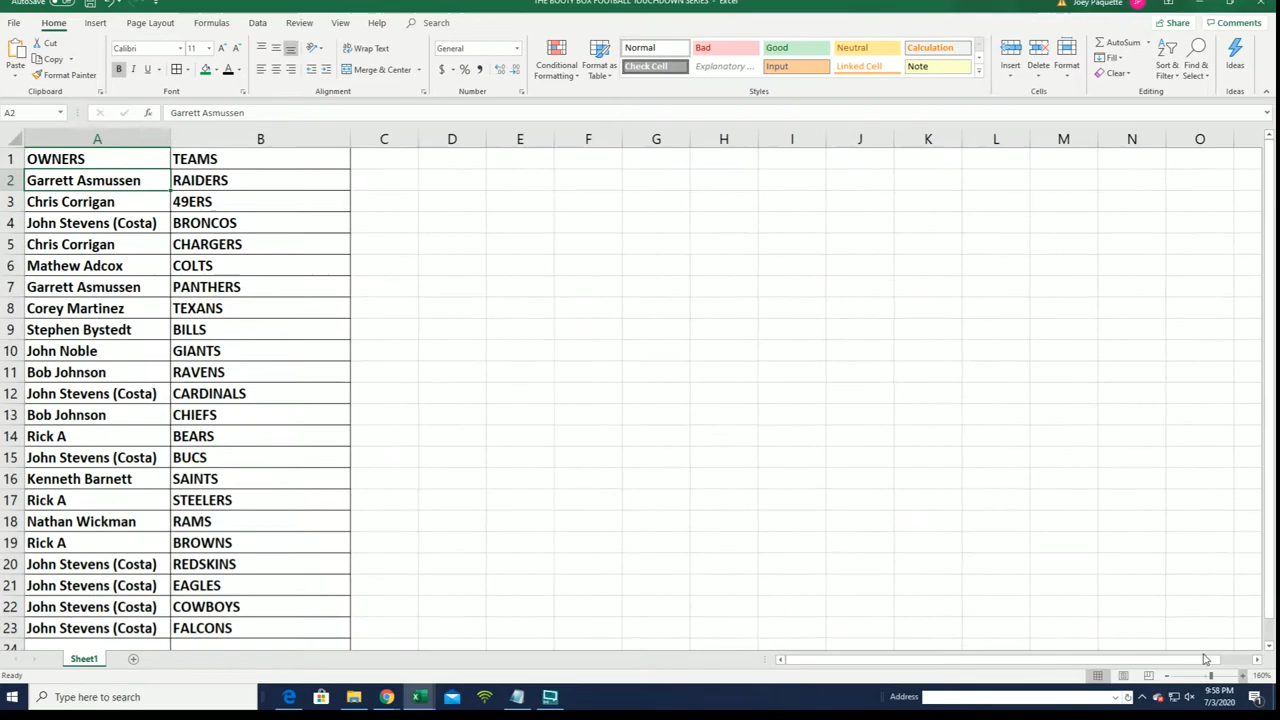 AutoSave Off THE BOOTY BOX FOOTBALL TOUCHDOWN SERIES - Excel Joey Paquette JP
File Home Insert Page Layout Formulas Data Review View Help Search Share Comments
Paste Cut Copy Format Painter Clipboard
Calibri 11 B I U A Font
Wrap Text Merge & Center Alignment
General $ % , Number
Conditional Formatting Format as Table
Normal Bad Good Neutral Calculation
Check Cell Explanatory ... Input Linked Cell Note
Styles
Insert Delete Format Cells
AutoSum Fill Clear Sort & Filter Find & Select Editing
Ideas Ideas
A2 fx Garrett Asmussen
A B C D E F G H I J K L M N O
1 OWNERS TEAMS
2 Garrett Asmussen RAIDERS
3 Chris Corrigan 49ERS
4 John Stevens (Costa) BRONCOS
5 Chris Corrigan CHARGERS
6 Mathew Adcox COLTS
7 Garrett Asmussen PANTHERS
8 Corey Martinez TEXANS
9 Stephen Bystedt BILLS
10 John Noble GIANTS
11 Bob Johnson RAVENS
12 John Stevens (Costa) CARDINALS
13 Bob Johnson CHIEFS
14 Rick A BEARS
15 John Stevens (Costa) BUCS
16 Kenneth Barnett SAINTS
17 Rick A STEELERS
18 Nathan Wickman RAMS
19 Rick A BROWNS
20 John Stevens (Costa) REDSKINS
21 John Stevens (Costa) EAGLES
22 John Stevens (Costa) COWBOYS
23 John Stevens (Costa) FALCONS
24
Sheet1
Ready 160%
Type here to search Address 9:58 PM
7/3/2020